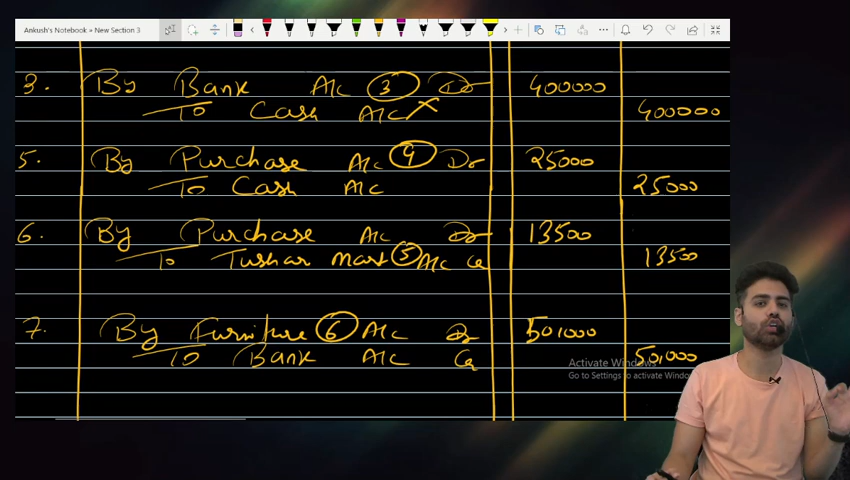 Ankush's Notebook » New Section 3
3. By Bank A/c 3 Dr 400000
To Cash A/c 400000
5. By Purchase A/c 4 Dr 25000
To Cash A/c 25000
6. By Purchase A/c Dr 13500
To Tushar Mart 5 A/c Cr 13500
7. By Furniture 6 A/c Dr 501000
To Bank A/c Cr 501000
Activate Windows
Go to Settings to activate Windows